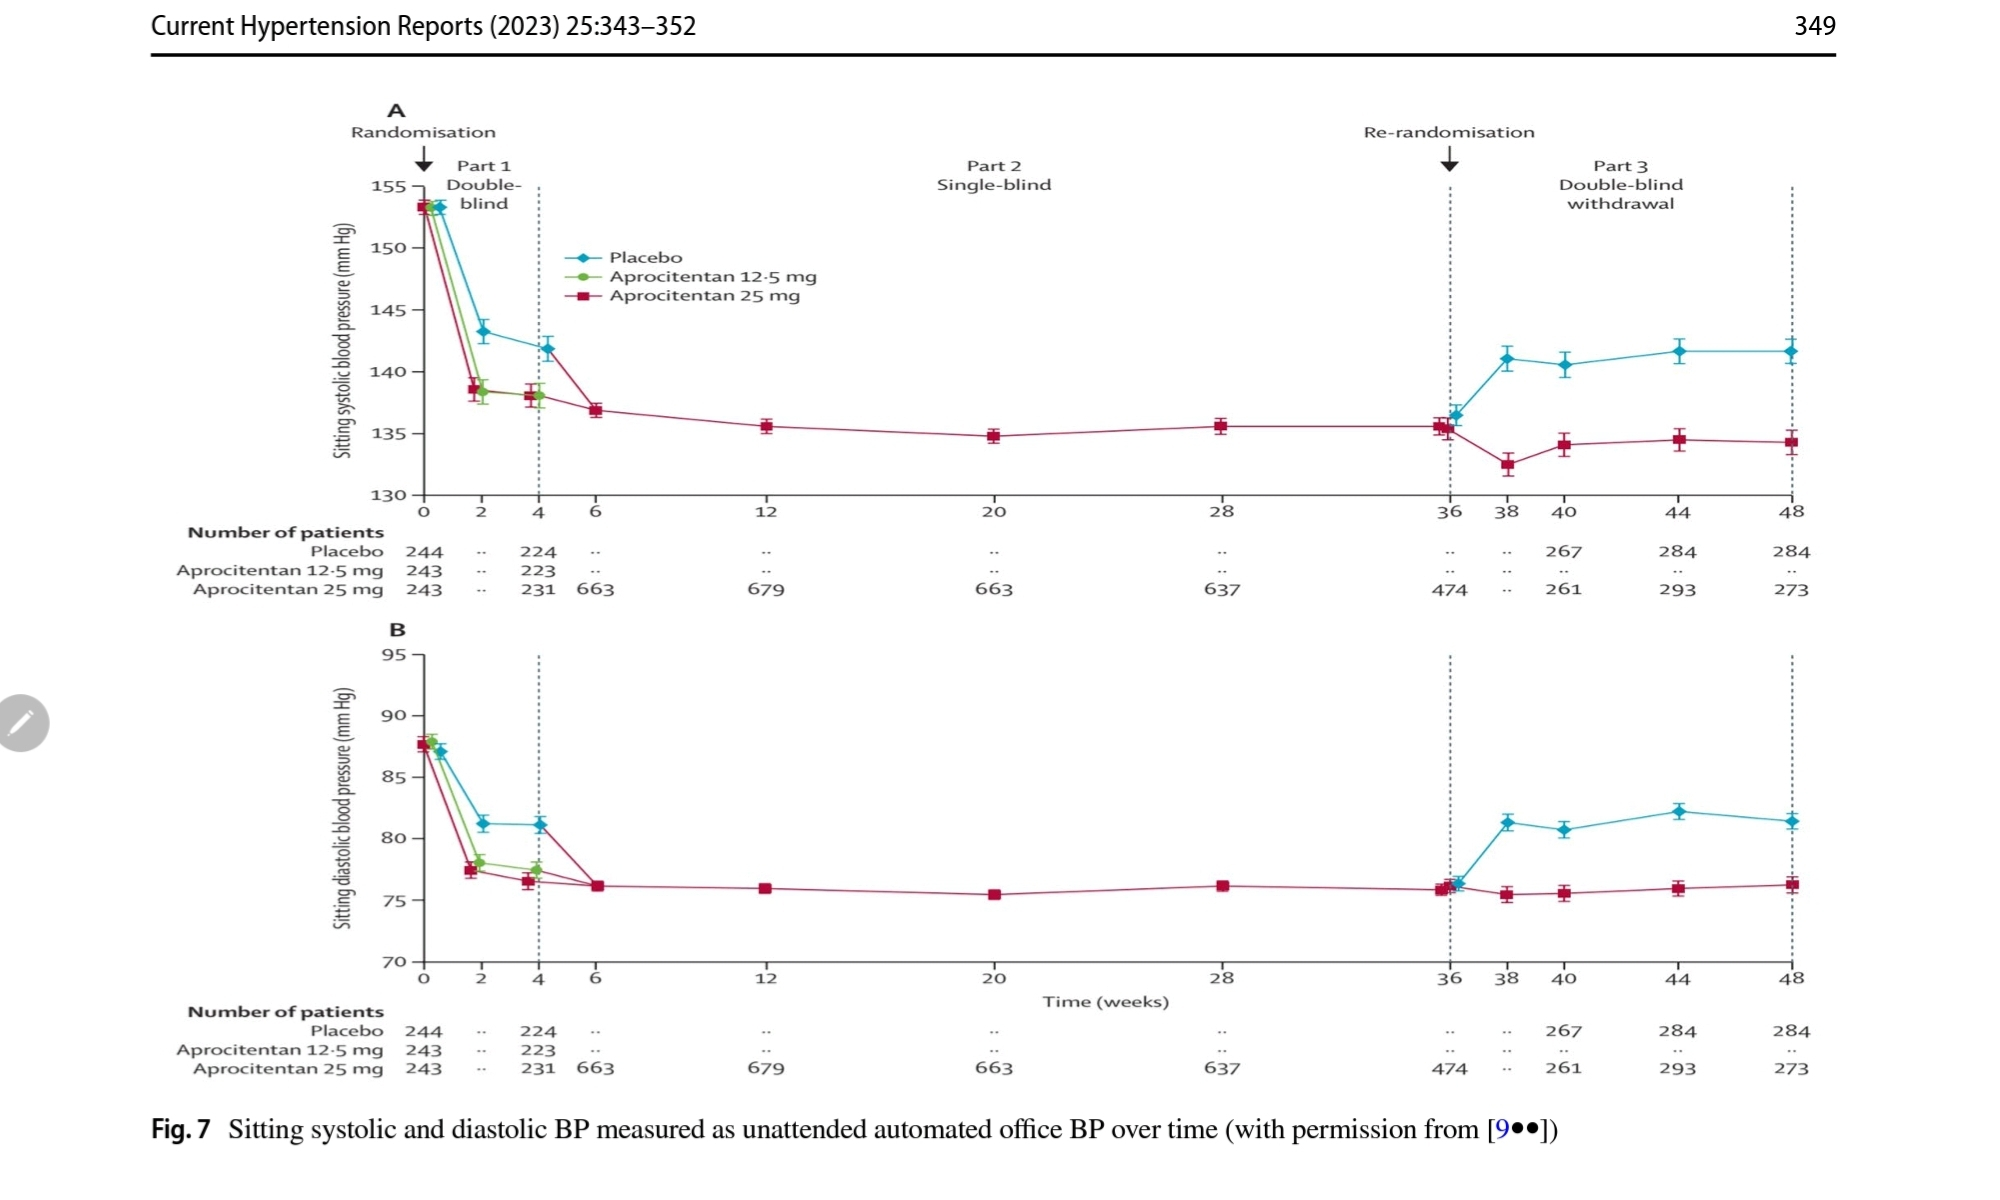 Current Hypertension Reports (2023) 25:343–352 349
A
Randomisation Re-randomisation
Part 1 Part 2 Part 3
Double- Single-blind Double-blind
blind withdrawal
Sitting systolic blood pressure (mm Hg)
155
150
145
140
135
130
Placebo
Aprocitentan 12·5 mg
Aprocitentan 25 mg
0 2 4 6 12 20 28 36 38 40 44 48
Number of patients
Placebo 244 ·· 224 ·· ·· ·· ·· ·· ·· 267 284 284
Aprocitentan 12·5 mg 243 ·· 223 ·· ·· ·· ·· ·· ·· ·· ·· ··
Aprocitentan 25 mg 243 ·· 231 663 679 663 637 474 ·· 261 293 273
B
Sitting diastolic blood pressure (mm Hg)
95
90
85
80
75
70
0 2 4 6 12 20 28 36 38 40 44 48
Time (weeks)
Number of patients
Placebo 244 ·· 224 ·· ·· ·· ·· ·· ·· 267 284 284
Aprocitentan 12·5 mg 243 ·· 223 ·· ·· ·· ·· ·· ·· ·· ·· ··
Aprocitentan 25 mg 243 ·· 231 663 679 663 637 474 ·· 261 293 273
Fig. 7 Sitting systolic and diastolic BP measured as unattended automated office BP over time (with permission from [9••])